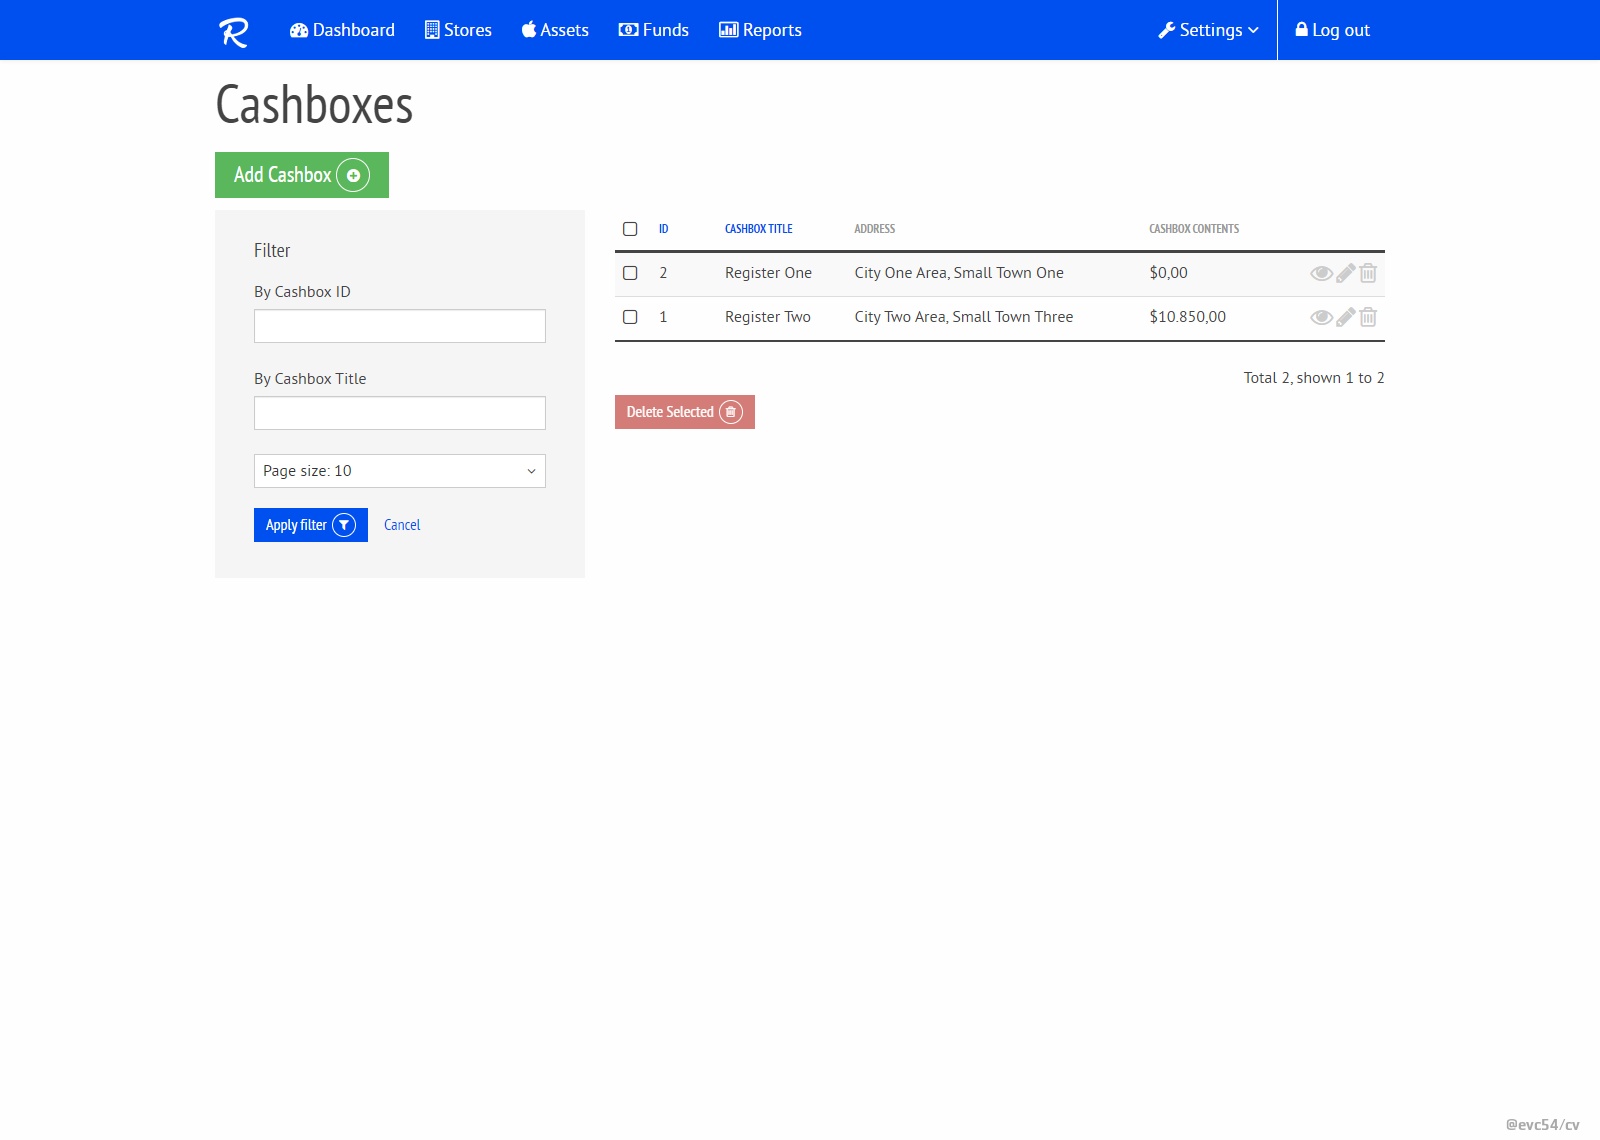 R Dashboard Stores Assets Funds Reports Settings Log out
Cashboxes
Add Cashbox
Filter
By Cashbox ID
By Cashbox Title
Page size: 10
Apply filter Cancel
ID CASHBOX TITLE ADDRESS CASHBOX CONTENTS
2 Register One City One Area, Small Town One $0,00
1 Register Two City Two Area, Small Town Three $10.850,00
Total 2, shown 1 to 2
Delete Selected
@evc54/cv